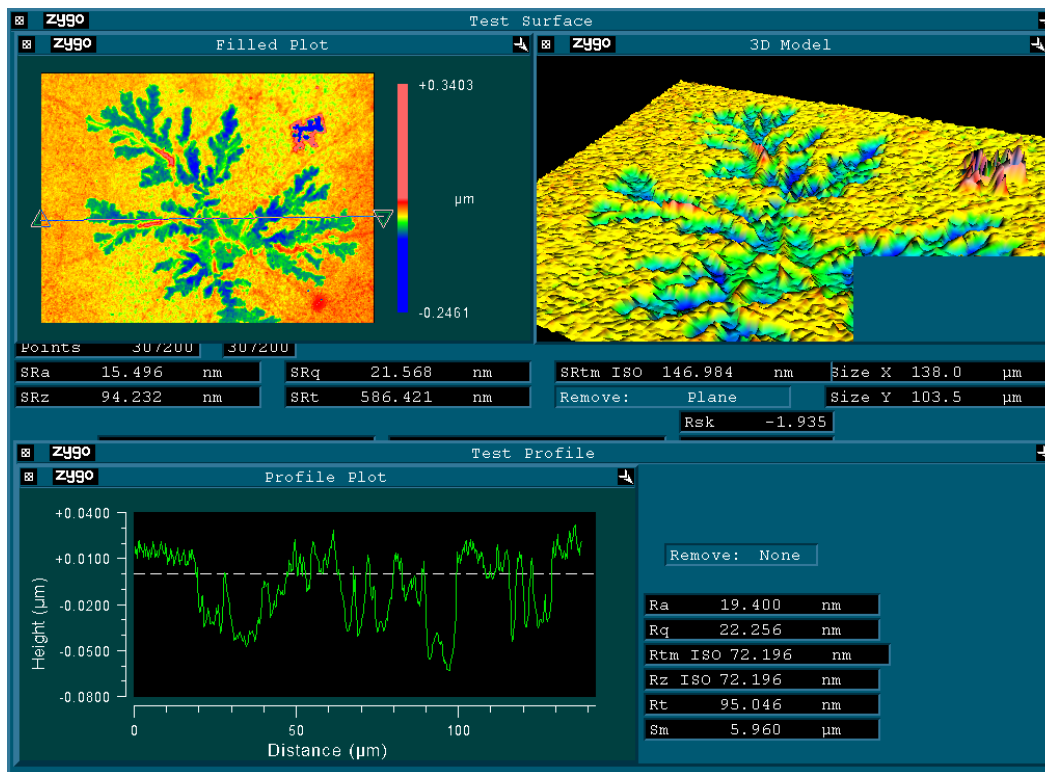 zygo Test Surface
zygo Filled Plot
+0.3403
µm
-0.2461
zygo 3D Model
Points 307200 307200
SRa 15.496 nm SRq 21.568 nm SRtm ISO 146.984 nm Size X 138.0 µm
SRz 94.232 nm SRt 586.421 nm Remove: Plane Size Y 103.5 µm
Rsk -1.935
zygo Test Profile
zygo Profile Plot
+0.0400
+0.0100
-0.0200
-0.0500
-0.0800
Height (µm)
0 50 100
Distance (µm)
Remove: None
Ra 19.400 nm
Rq 22.256 nm
Rtm ISO 72.196 nm
Rz ISO 72.196 nm
Rt 95.046 nm
Sm 5.960 µm